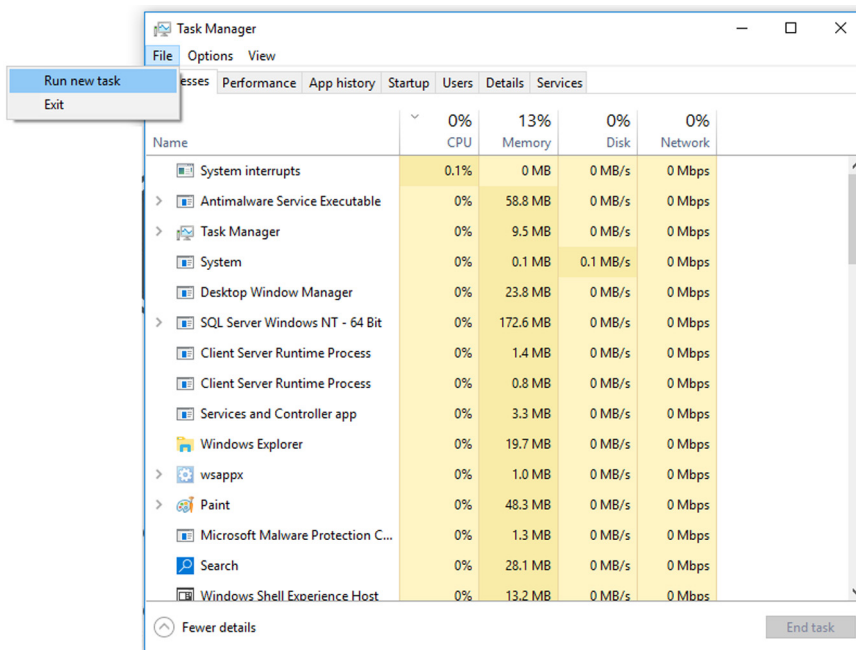 Task Manager
File Options View
Run new task
Exit
esses Performance App history Startup Users Details Services
0% 13% 0% 0%
Name CPU Memory Disk Network
System interrupts 0.1% 0 MB 0 MB/s 0 Mbps
Antimalware Service Executable 0% 58.8 MB 0 MB/s 0 Mbps
Task Manager 0% 9.5 MB 0 MB/s 0 Mbps
System 0% 0.1 MB 0.1 MB/s 0 Mbps
Desktop Window Manager 0% 23.8 MB 0 MB/s 0 Mbps
SQL Server Windows NT - 64 Bit 0% 172.6 MB 0 MB/s 0 Mbps
Client Server Runtime Process 0% 1.4 MB 0 MB/s 0 Mbps
Client Server Runtime Process 0% 0.8 MB 0 MB/s 0 Mbps
Services and Controller app 0% 3.3 MB 0 MB/s 0 Mbps
Windows Explorer 0% 19.7 MB 0 MB/s 0 Mbps
wsappx 0% 1.0 MB 0 MB/s 0 Mbps
Paint 0% 48.3 MB 0 MB/s 0 Mbps
Microsoft Malware Protection C... 0% 1.3 MB 0 MB/s 0 Mbps
Search 0% 28.1 MB 0 MB/s 0 Mbps
Windows Shell Experience Host 0% 13.2 MB 0 MB/s 0 Mbps
Fewer details End task